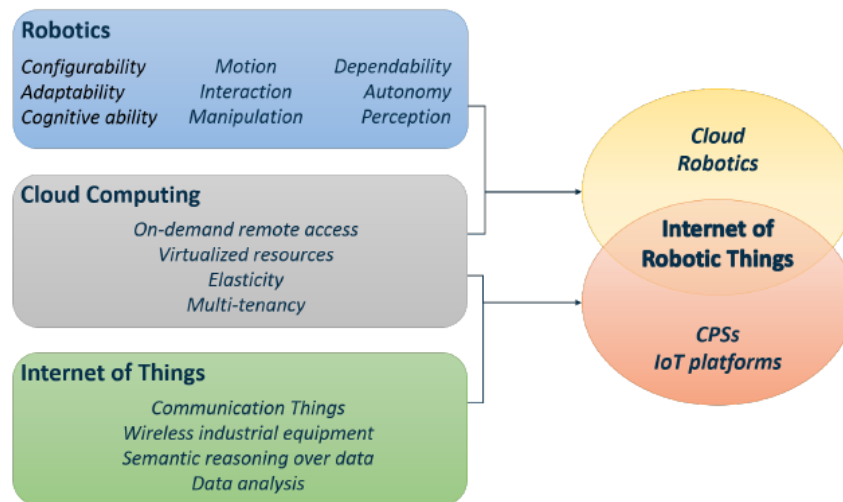 Robotics
Configurability Motion Dependability
Adaptability Interaction Autonomy
Cognitive ability Manipulation Perception
Cloud Computing
On-demand remote access
Virtualized resources
Elasticity
Multi-tenancy
Internet of Things
Communication Things
Wireless industrial equipment
Semantic reasoning over data
Data analysis
Cloud
Robotics
Internet of
Robotic Things
CPSs
IoT platforms